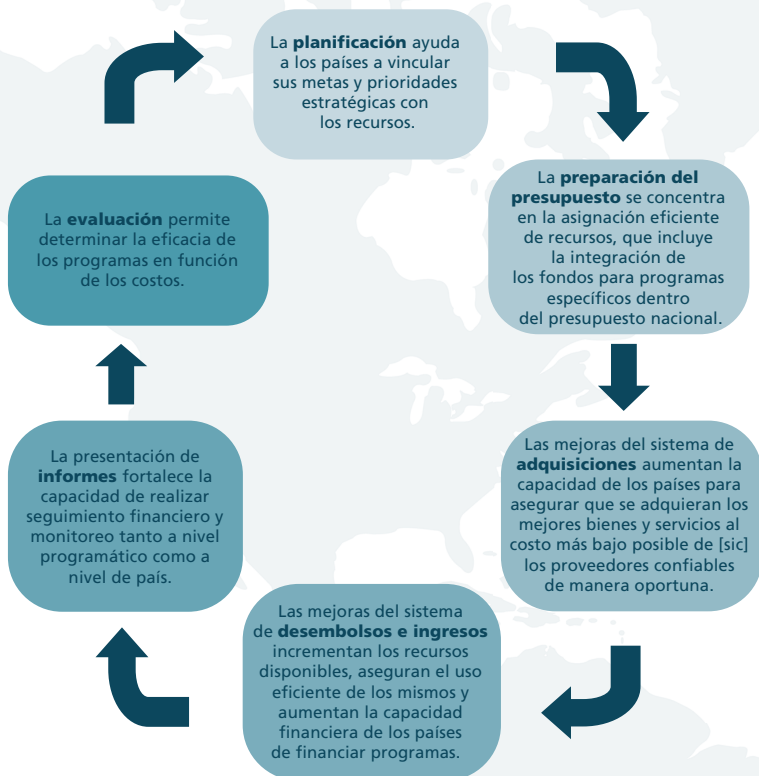 La planificación ayuda
a los países a vincular
sus metas y prioridades
estratégicas con
los recursos.
La preparación del
presupuesto se concentra
en la asignación eficiente
de recursos, que incluye
la integración de
los fondos para programas
específicos dentro
del presupuesto nacional.
Las mejoras del sistema de
adquisiciones aumentan la
capacidad de los países para
asegurar que se adquieran los
mejores bienes y servicios al
costo más bajo posible de [sic]
los proveedores confiables
de manera oportuna.
Las mejoras del sistema
de desembolsos e ingresos
incrementan los recursos
disponibles, aseguran el uso
eficiente de los mismos y
aumentan la capacidad
financiera de los países
de financiar programas.
La presentación de
informes fortalece la
capacidad de realizar
seguimiento financiero y
monitoreo tanto a nivel
programático como a
nivel de país.
La evaluación permite
determinar la eficacia de
los programas en función
de los costos.